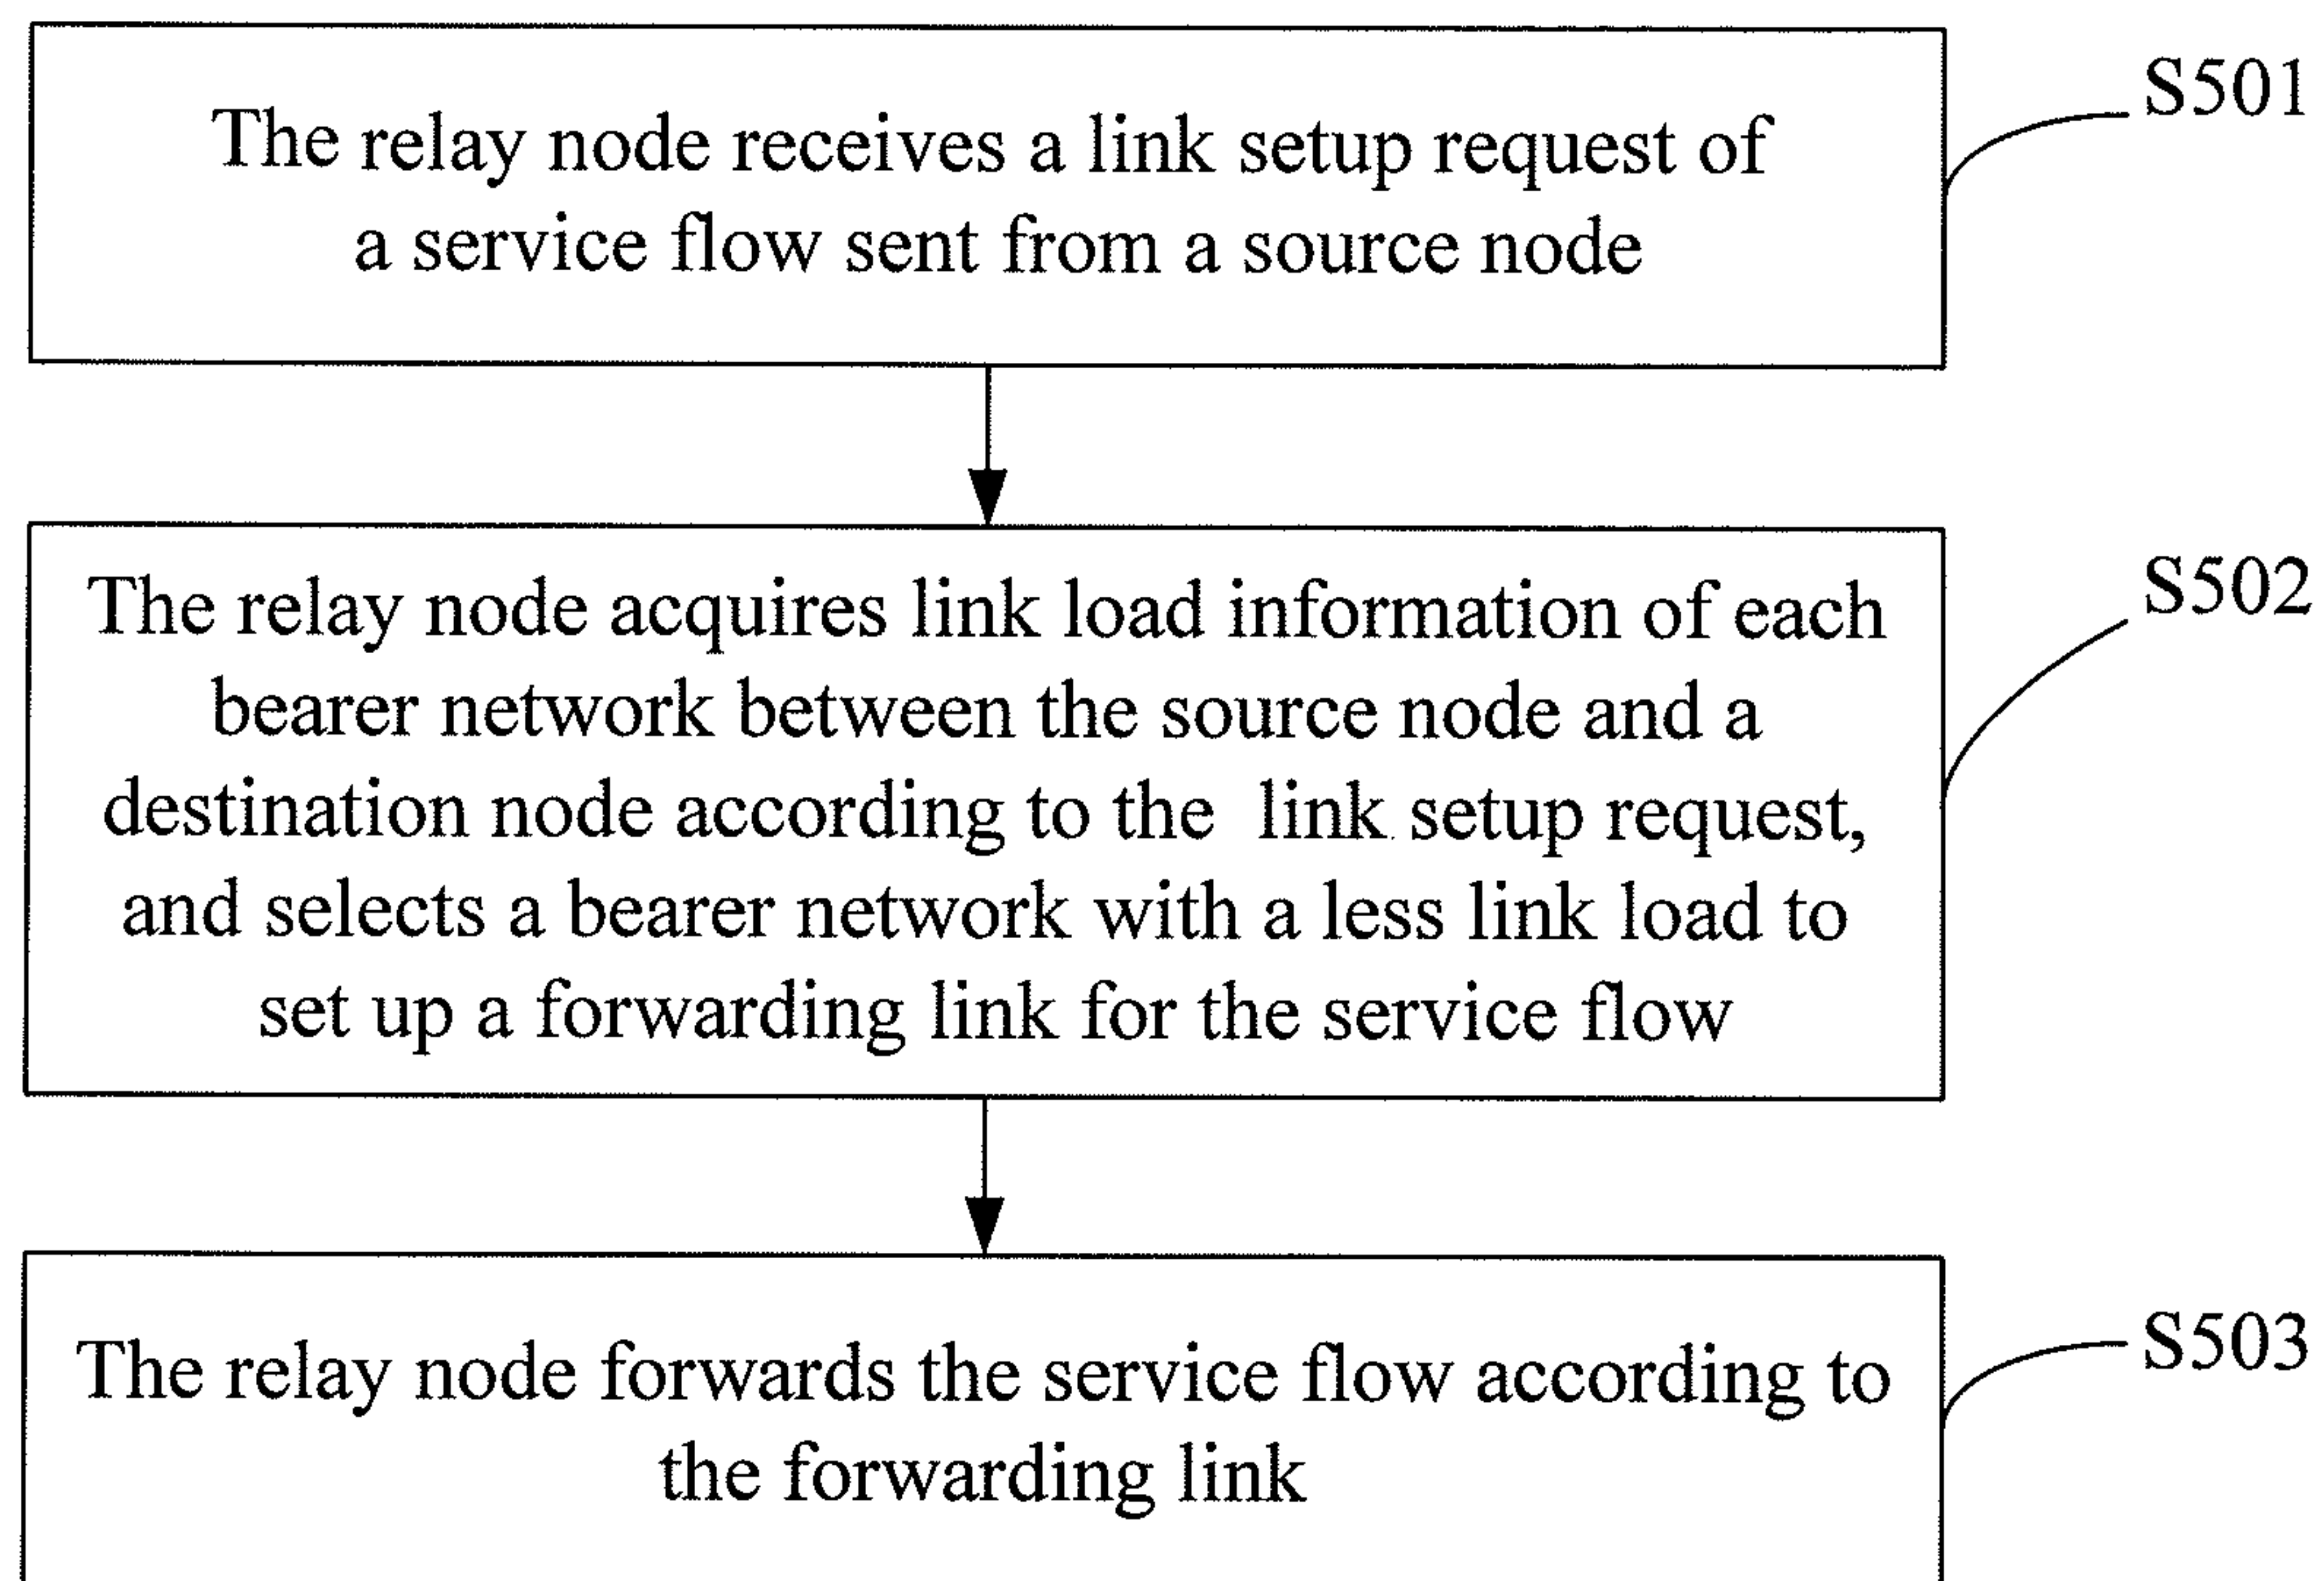 The relay node receives a link setup request of
a service flow sent from a source node
S501
The relay node acquires link load information of each
bearer network between the source node and a
destination node according to the link setup request,
and selects a bearer network with a less link load to
set up a forwarding link for the service flow
S502
The relay node forwards the service flow according to
the forwarding link
S503